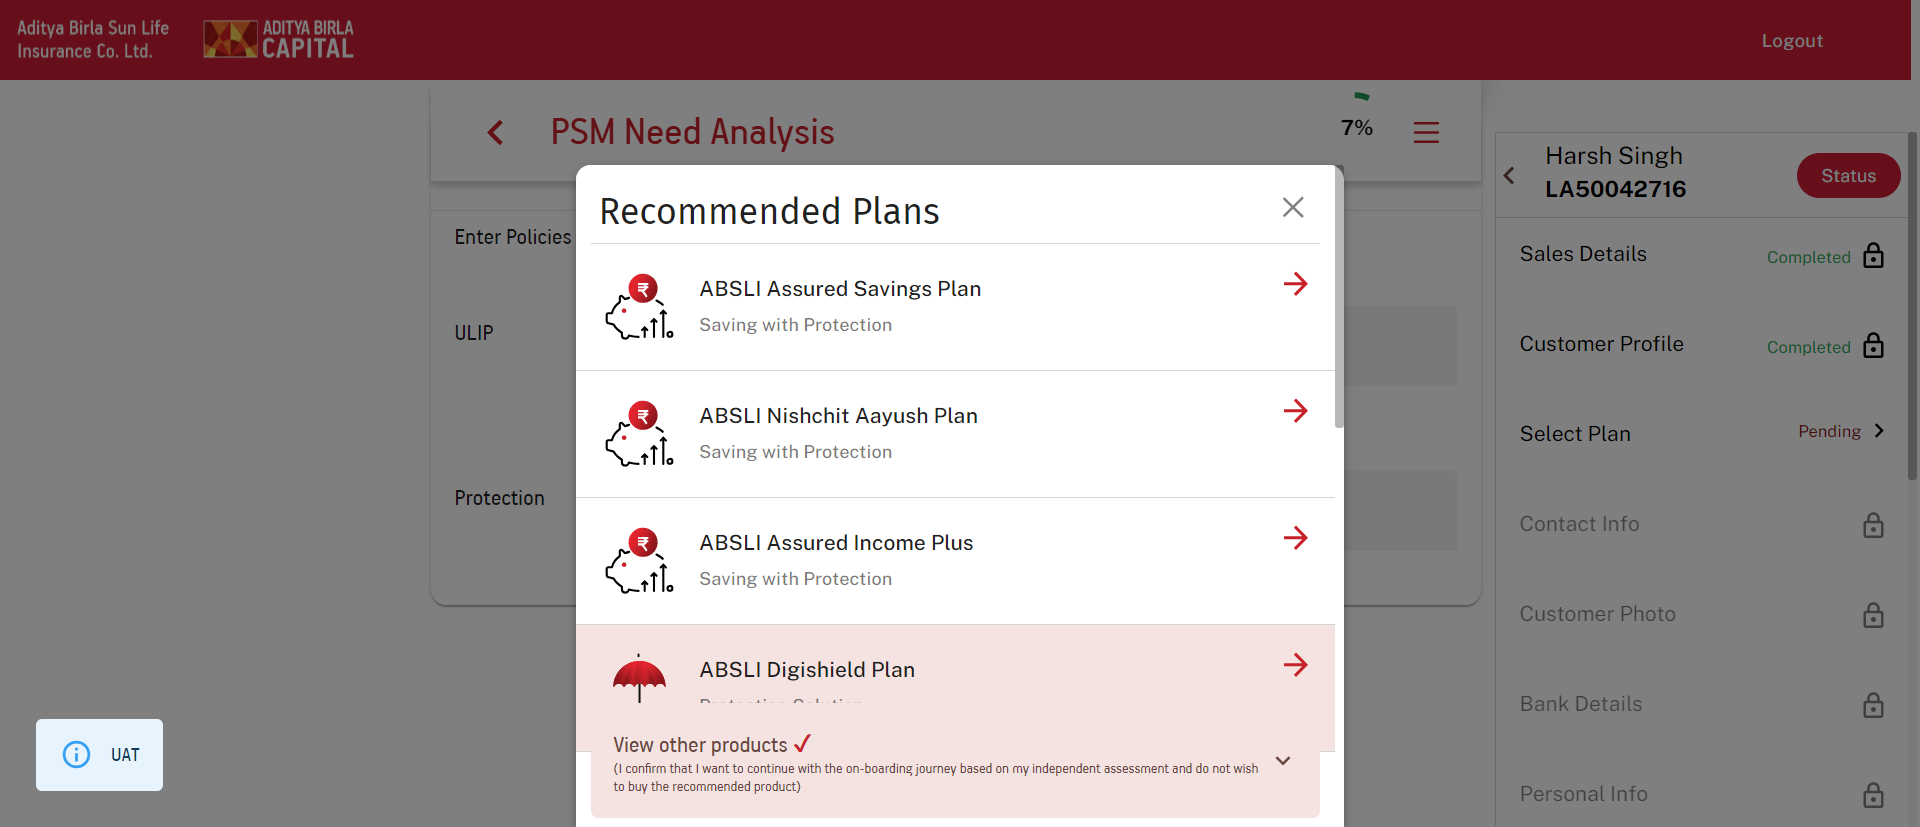 Aditya Birla Sun Life
Insurance Co. Ltd.
ADITYA BIRLA
CAPITAL
Logout
PSM Need Analysis
7%
Enter Policies
ULIP
Protection
Recommended Plans
ABSLI Assured Savings Plan
Saving with Protection
ABSLI Nishchit Aayush Plan
Saving with Protection
ABSLI Assured Income Plus
Saving with Protection
ABSLI Digishield Plan
Protection Solution
View other products
(I confirm that I want to continue with the on-boarding journey based on my independent assessment and do not wish
to buy the recommended product)
Harsh Singh
LA50042716
Status
Sales Details
Completed
Customer Profile
Completed
Select Plan
Pending
Contact Info
Customer Photo
Bank Details
Personal Info
UAT